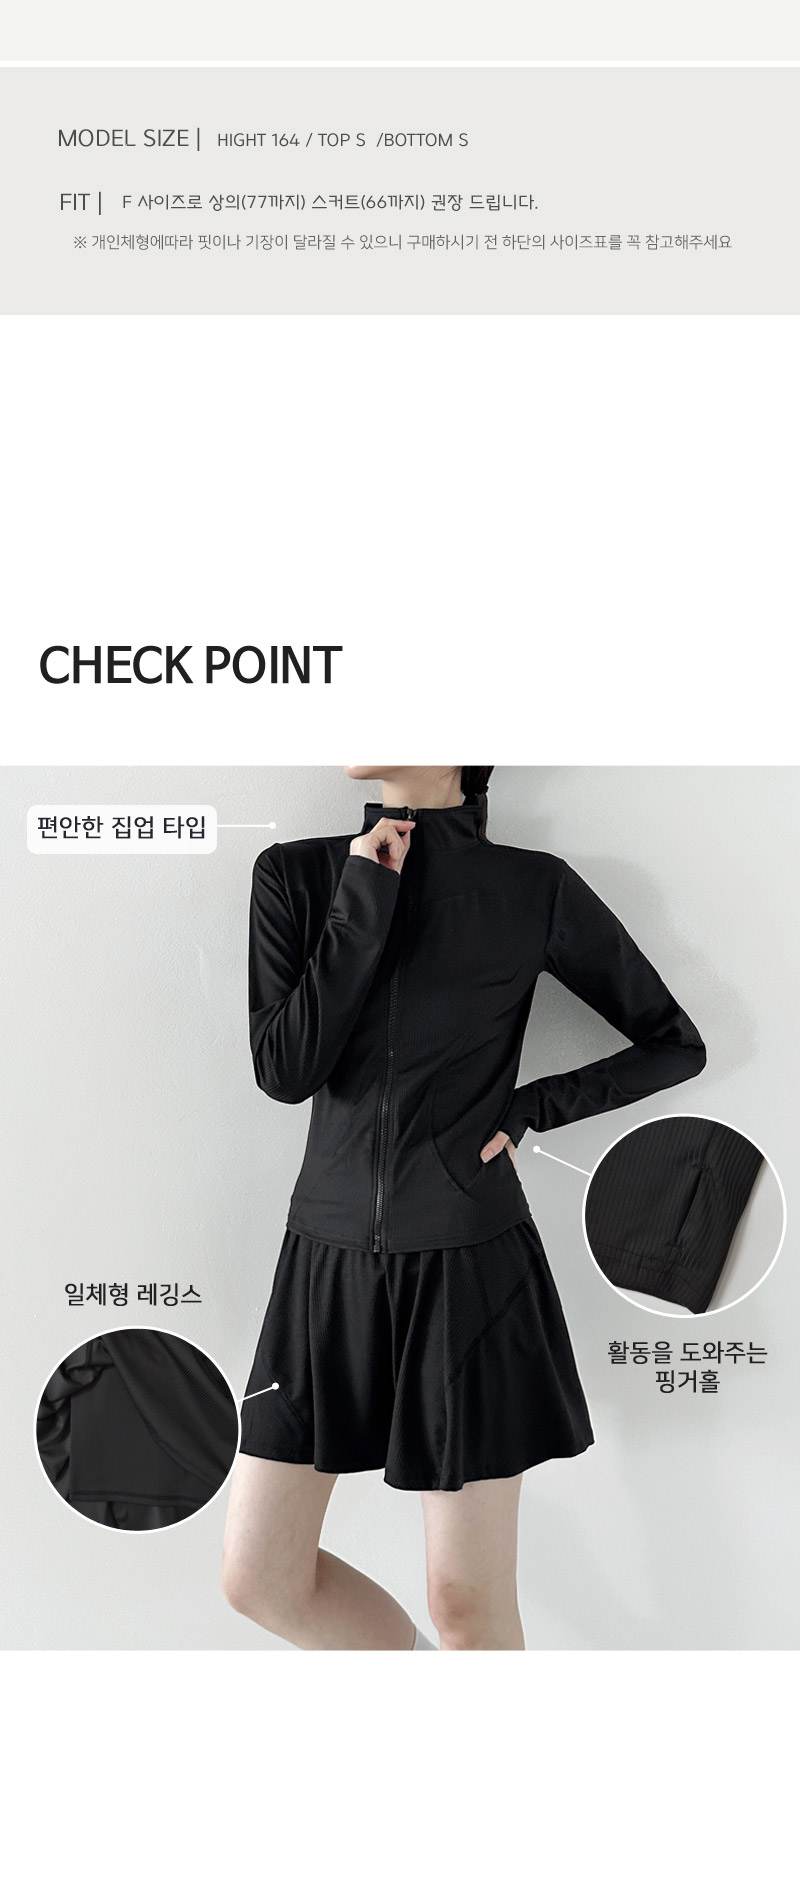 MODEL SIZE | HIGHT 164 / TOP S /BOTTOM S
FIT | F 사이즈로 상의(77까지) 스커트(66까지) 권장 드립니다.
※ 개인체형에따라 핏이나 기장이 달라질 수 있으니 구매하시기 전 하단의 사이즈표를 꼭 참고해주세요
CHECK POINT
편안한 집업 타입
일체형 레깅스
활동을 도와주는
핑거홀